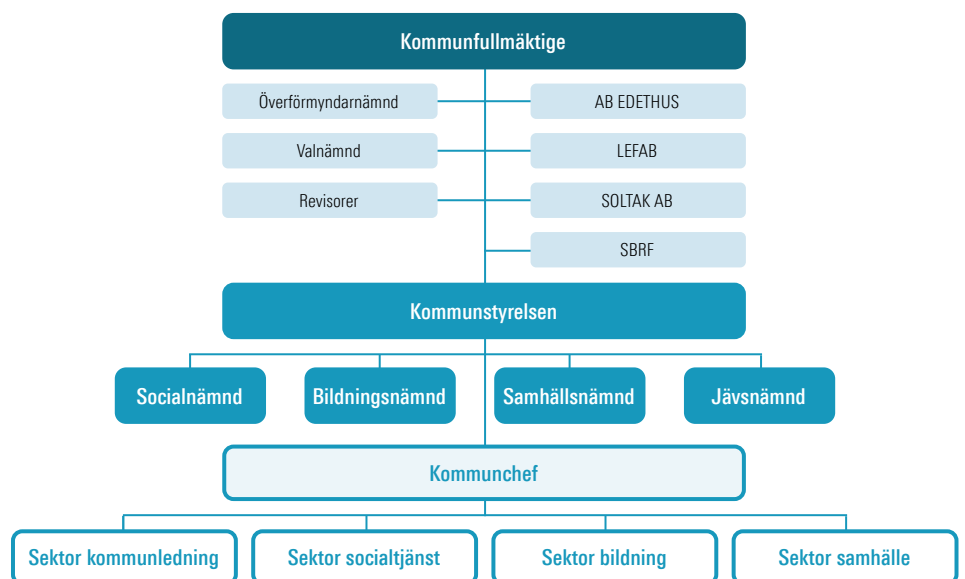 Kommunfullmäktige
Överförmyndarnämnd
AB EDETHUS
Valnämnd
LEFAB
Revisorer
SOLTAK AB
SBRF
Kommunstyrelsen
Socialnämnd
Bildningsnämnd
Samhällsnämnd
Jävsnämnd
Kommunchef
Sektor kommunledning
Sektor socialtjänst
Sektor bildning
Sektor samhälle